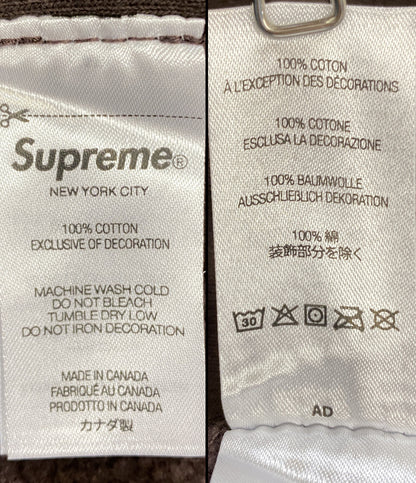 Supreme®
NEW YORK CITY
100% COTTON
EXCLUSIVE OF DECORATION
MACHINE WASH COLD
DO NOT BLEACH
TUMBLE DRY LOW
DO NOT IRON DECORATION
MADE IN CANADA
FABRIQUÉ AU CANADA
PRODOTTO IN CANADA
カナダ製
100% COTON
À L'EXCEPTION DES DÉCORATIONS
100% COTONE
ESCLUSA LA DECORAZIONE
100% BAUMWOLLE
AUSSCHLIEßLICH DEKORATION
100% 綿
装飾部分を除く
30
AD